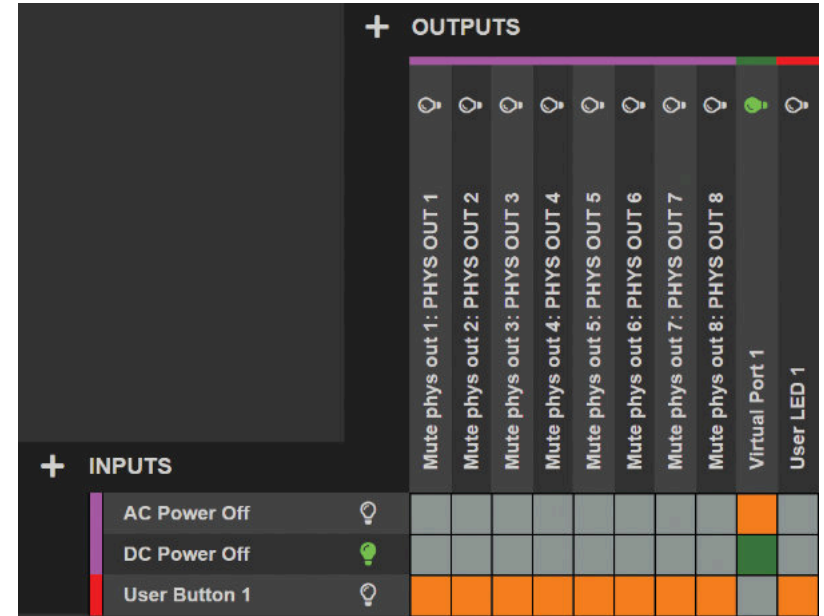 + OUTPUTS
Mute phys out 1: PHYS OUT 1
Mute phys out 2: PHYS OUT 2
Mute phys out 3: PHYS OUT 3
Mute phys out 4: PHYS OUT 4
Mute phys out 5: PHYS OUT 5
Mute phys out 6: PHYS OUT 6
Mute phys out 7: PHYS OUT 7
Mute phys out 8: PHYS OUT 8
Virtual Port 1
User LED 1
+ INPUTS
AC Power Off
DC Power Off
User Button 1